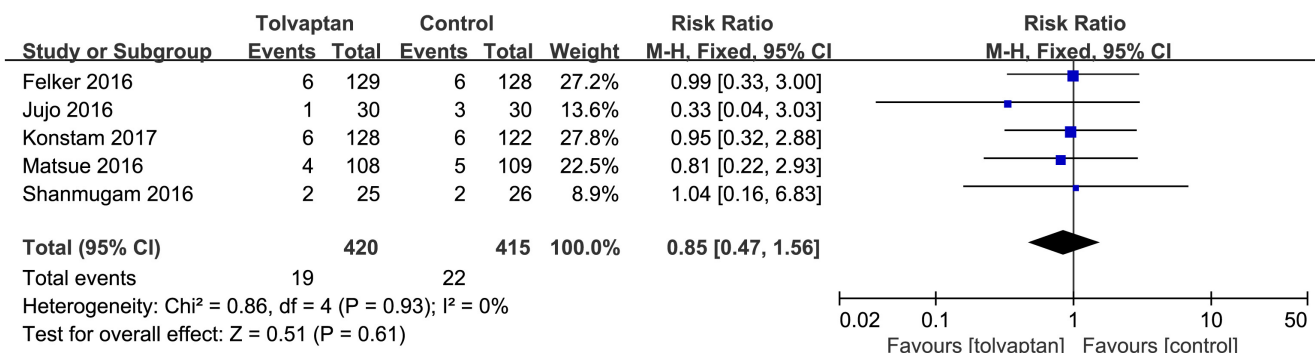 Tolvaptan Control Risk Ratio Risk Ratio
Study or Subgroup Events Total Events Total Weight M-H, Fixed, 95% CI M-H, Fixed, 95% CI
Felker 2016 6 129 6 128 27.2% 0.99 [0.33, 3.00]
Jujo 2016 1 30 3 30 13.6% 0.33 [0.04, 3.03]
Konstam 2017 6 128 6 122 27.8% 0.95 [0.32, 2.88]
Matsue 2016 4 108 5 109 22.5% 0.81 [0.22, 2.93]
Shanmugam 2016 2 25 2 26 8.9% 1.04 [0.16, 6.83]
Total (95% CI) 420 415 100.0% 0.85 [0.47, 1.56]
Total events 19 22
Heterogeneity: Chi² = 0.86, df = 4 (P = 0.93); I² = 0%
Test for overall effect: Z = 0.51 (P = 0.61)
0.02 0.1 1 10 50
Favours [tolvaptan] Favours [control]